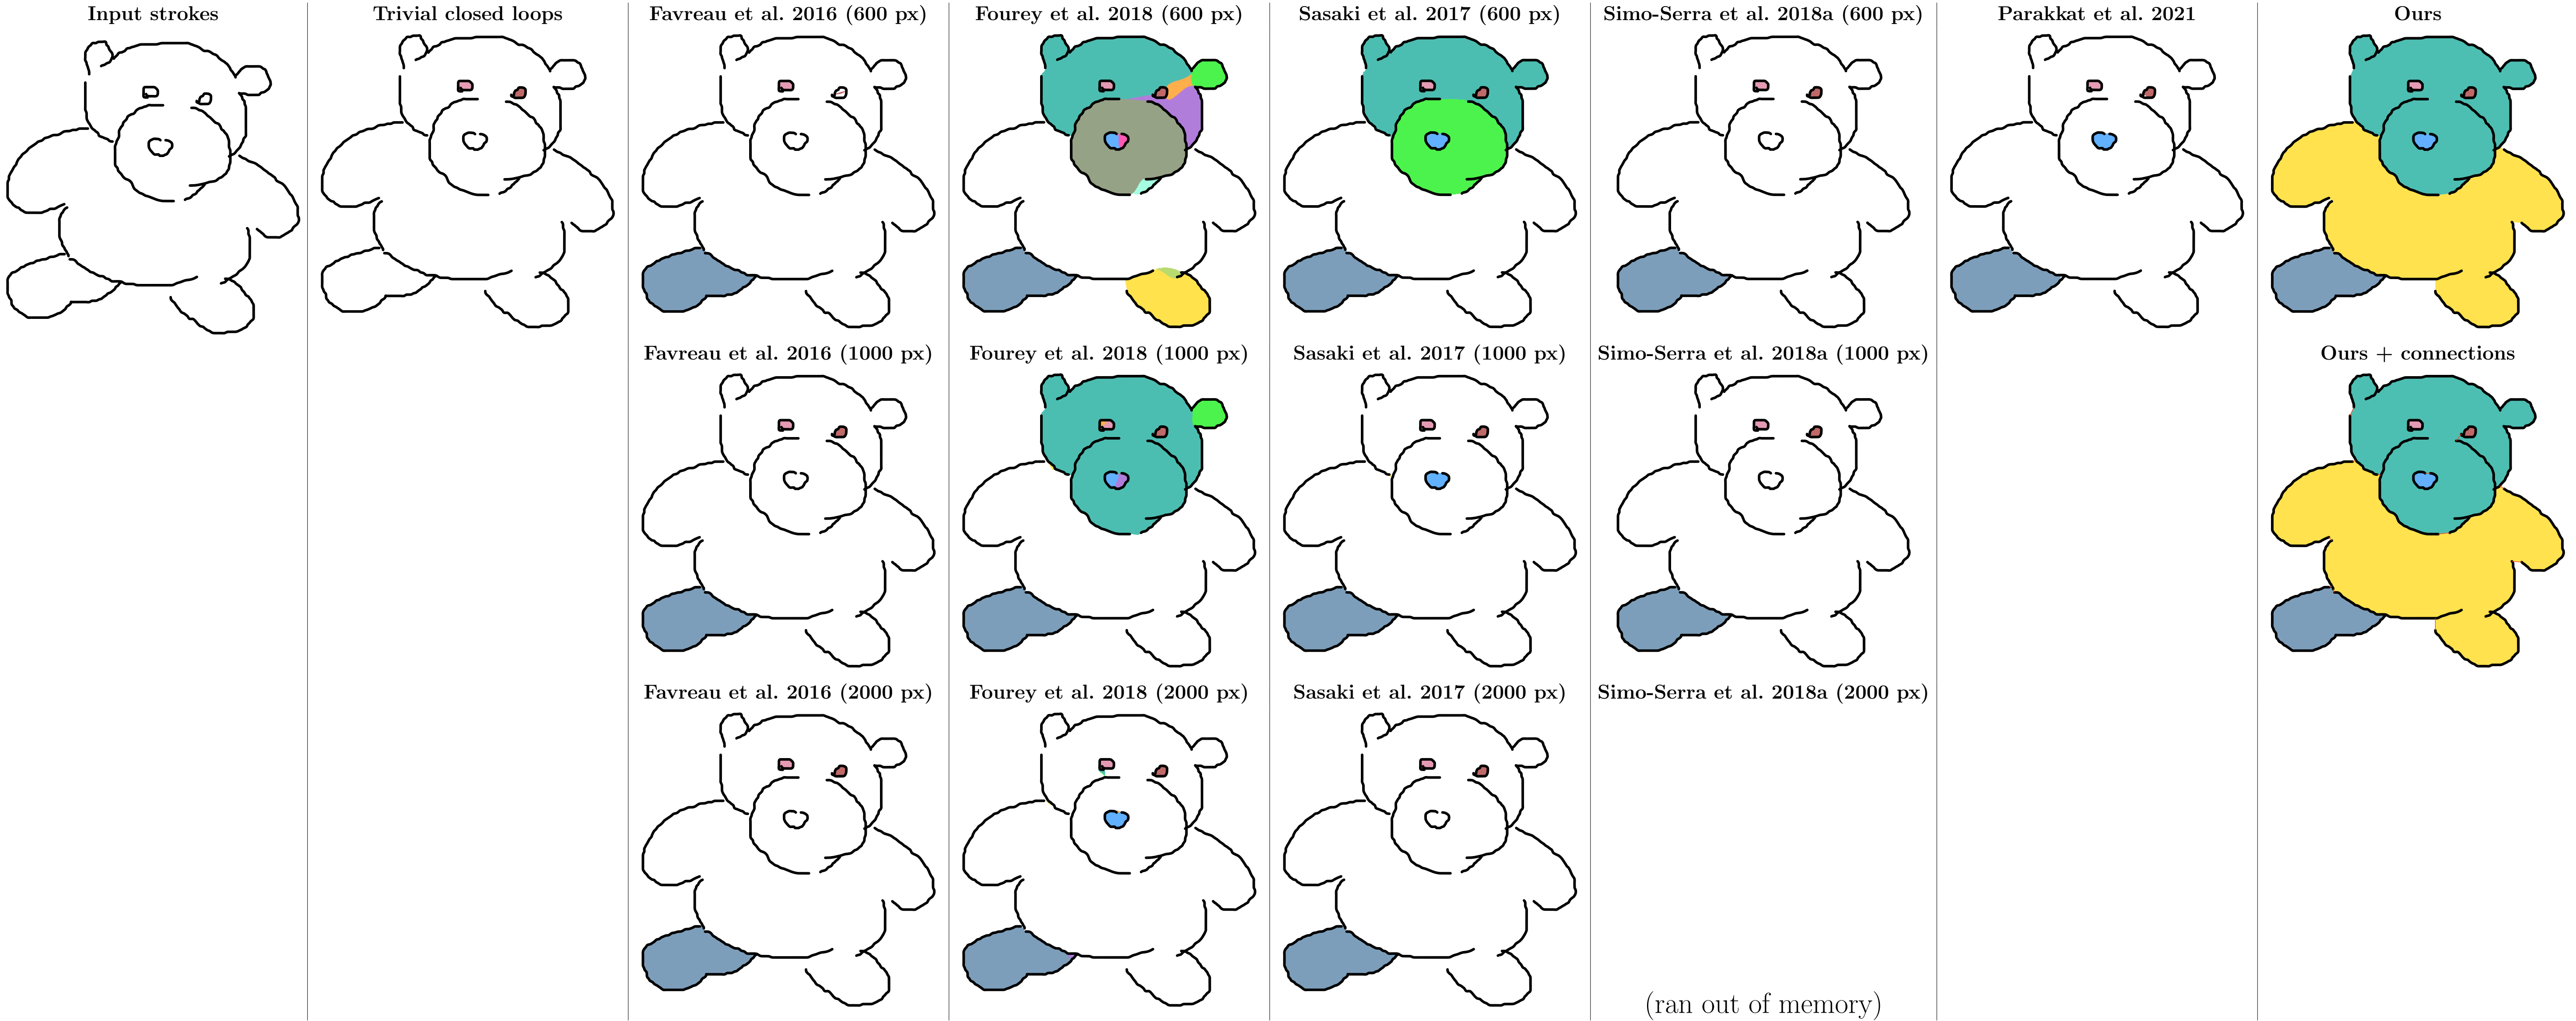 Input strokes
Trivial closed loops
Favreau et al. 2016 (600 px)
Fourey et al. 2018 (600 px)
Sasaki et al. 2017 (600 px)
Simo-Serra et al. 2018a (600 px)
Parakkat et al. 2021
Ours
Favreau et al. 2016 (1000 px)
Fourey et al. 2018 (1000 px)
Sasaki et al. 2017 (1000 px)
Simo-Serra et al. 2018a (1000 px)
Ours + connections
Favreau et al. 2016 (2000 px)
Fourey et al. 2018 (2000 px)
Sasaki et al. 2017 (2000 px)
Simo-Serra et al. 2018a (2000 px)
(ran out of memory)